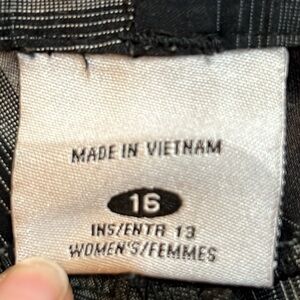 MADE IN VIETNAM
16
INS/ENTR 13
WOMEN'S/FEMMES